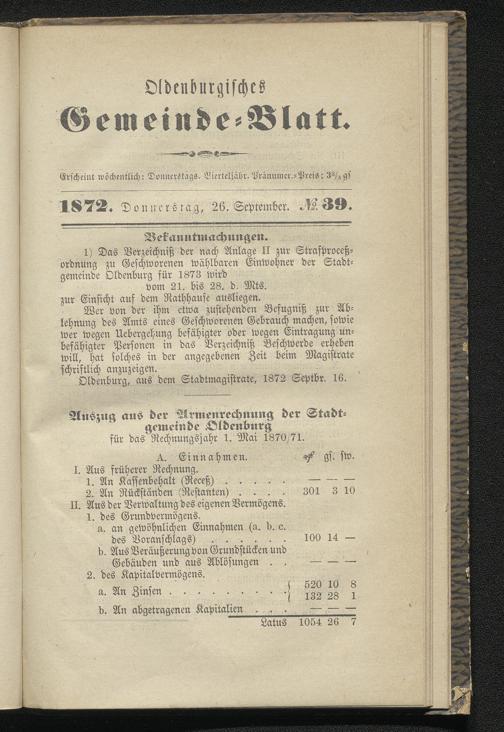 Oldenburgisches
Gemeinde-Blatt.
Erscheint wöchentlich: Donnerstags. Vierteljähr. Pränumer.-Preis: 3¾ gſ
1872. Donnerstag, 26. September. № 39.
Bekanntmachungen.
1) Das Verzeichniß der nach Anlage II zur Strafproceß-
ordnung zu Geschworenen wählbaren Einwohner der Stadt-
gemeinde Oldenburg für 1873 wird
vom 21. bis 28. d. Mts.
zur Einsicht auf dem Rathhause ausliegen.
Wer von der ihm etwa zustehenden Befugniß zur Ab-
lehnung des Amts eines Geschworenen Gebrauch machen, sowie
wer wegen Uebergehung befähigter oder wegen Eintragung un-
befähigter Personen in das Verzeichniß Beschwerde erheben
will, hat solches in der angegebenen Zeit beim Magistrate
schriftlich anzuzeigen.
Oldenburg, aus dem Stadtmagistrate, 1872 Septbr. 16.
Auszug aus der Armenrechnung der Stadt-
gemeinde Oldenburg
für das Rechnungsjahr 1. Mai 1870/71.
A. Einnahmen. gſ. sw.
I. Aus früherer Rechnung.
1. An Kassenbehalt (Receß) . . . . . — — —
2. An Rückständen (Restanten) . . . . 301 3 10
II. Aus der Verwaltung des eigenen Vermögens.
1. des Grundvermögens.
a. an gewöhnlichen Einnahmen (a. b. c.
des Voranschlags) . . . . . . 100 14 —
b. Aus Veräußerung von Grundstücken und
Gebäuden und aus Ablösungen . . — — —
2. des Kapitalvermögens.
a. An Zinsen . . . . . . . . . { 520 10 8
132 28 1
b. An abgetragenen Kapitalien . . . — — —
Latus 1054 26 7